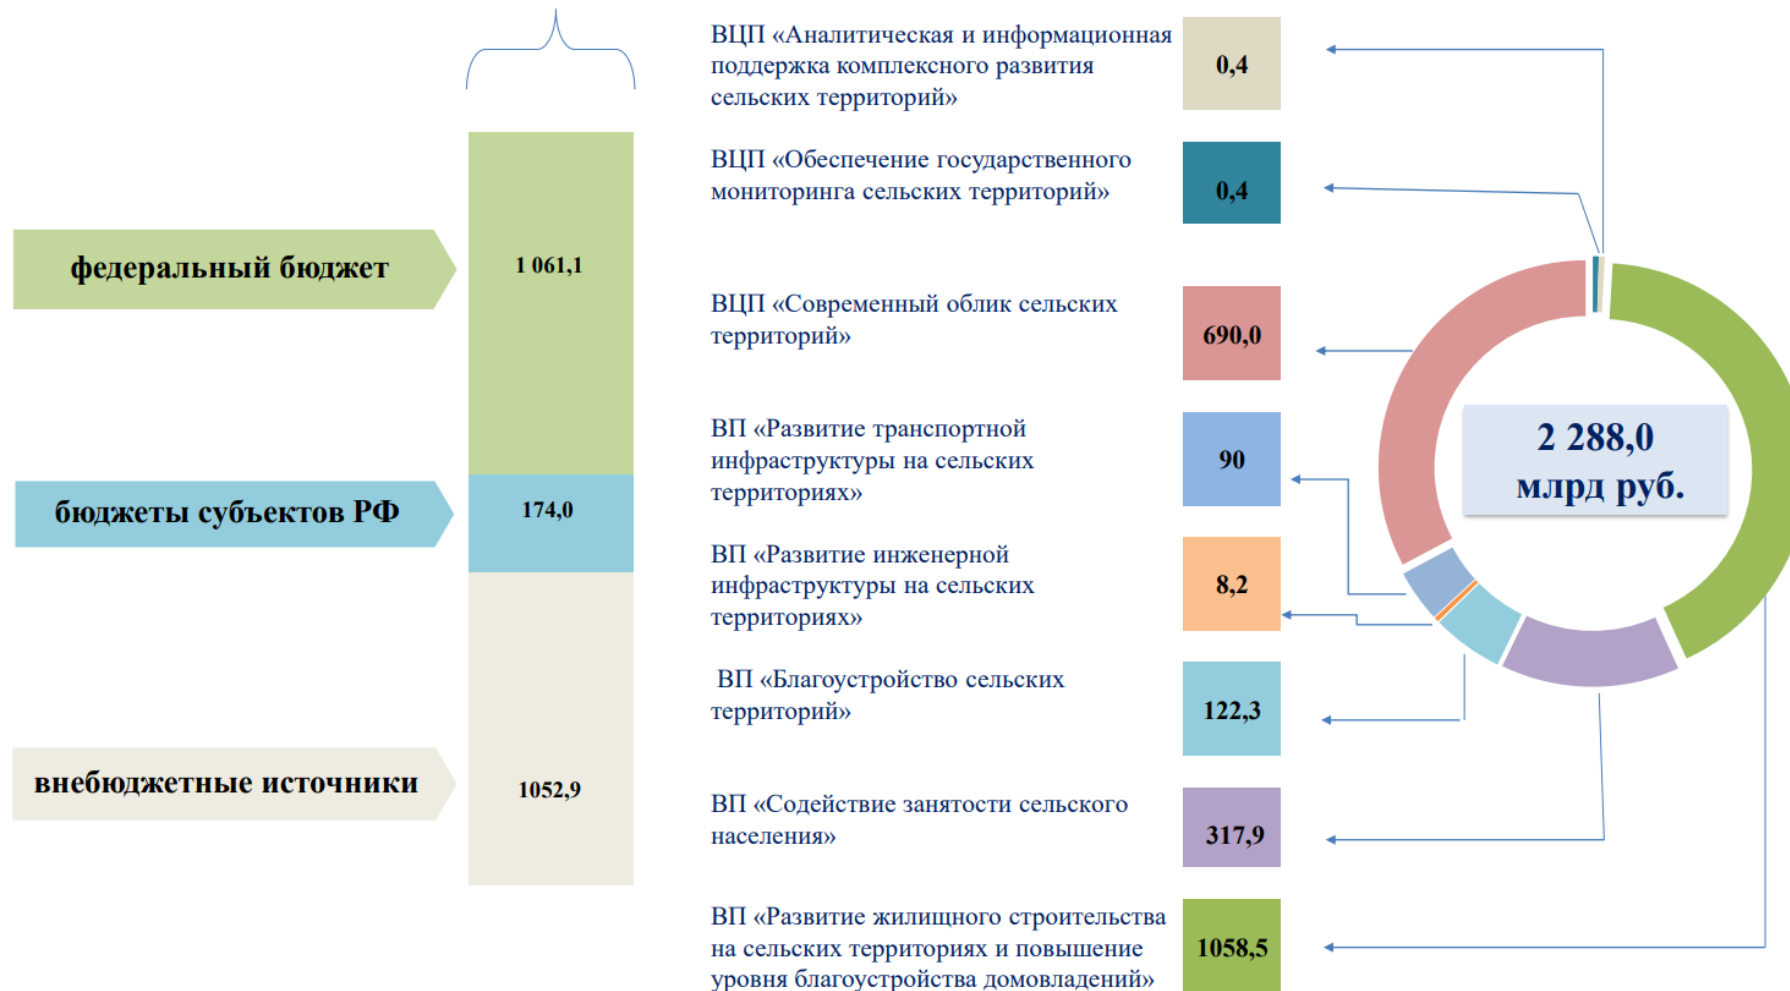 федеральный бюджет
бюджеты субъектов РФ
внебюджетные источники
1 061,1
174,0
1052,9
ВЦП «Аналитическая и информационная
поддержка комплексного развития
сельских территорий»
0,4
ВЦП «Обеспечение государственного
мониторинга сельских территорий»
0,4
ВЦП «Современный облик сельских
территорий»
690,0
ВП «Развитие транспортной
инфраструктуры на сельских
территориях»
90
ВП «Развитие инженерной
инфраструктуры на сельских
территориях»
8,2
ВП «Благоустройство сельских
территорий»
122,3
ВП «Содействие занятости сельского
населения»
317,9
ВП «Развитие жилищного строительства
на сельских территориях и повышение
уровня благоустройства домовладений»
1058,5
2 288,0
млрд руб.